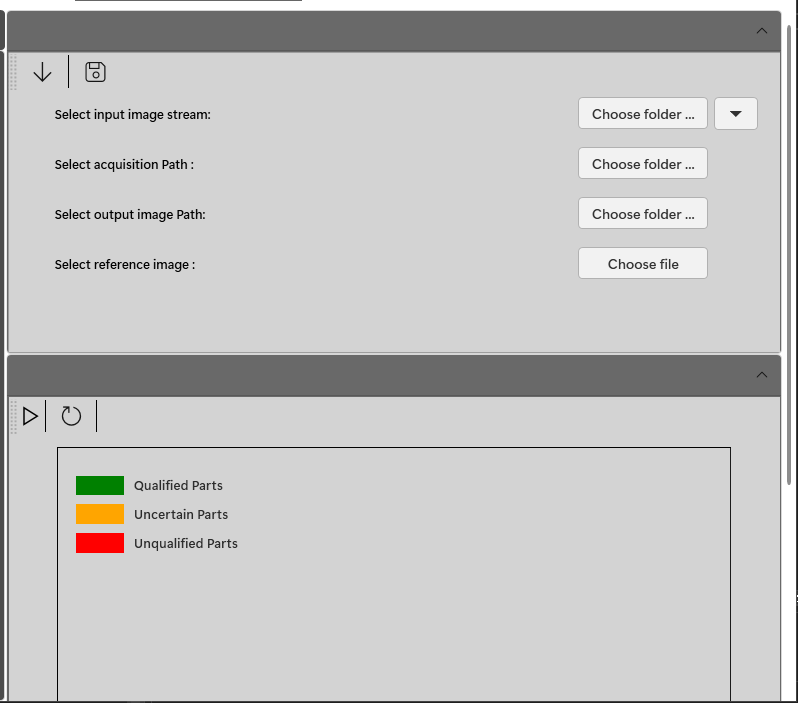 Select input image stream:
Choose folder ...
Select acquisition Path :
Choose folder ...
Select output image Path:
Choose folder ...
Select reference image :
Choose file
Qualified Parts
Uncertain Parts
Unqualified Parts